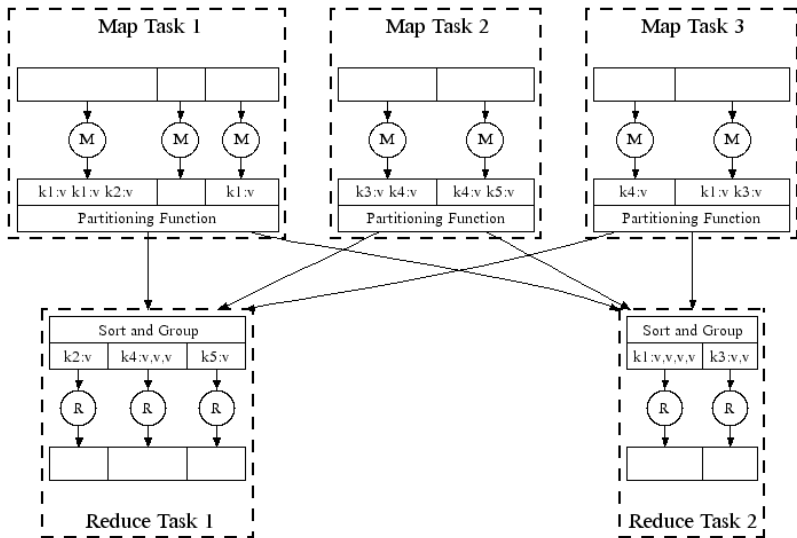 Map Task 1
Map Task 2
Map Task 3
M
M
M
M
M
M
M
k1:v k1:v k2:v
k1:v
k3:v k4:v
k4:v k5:v
k4:v
k1:v k3:v
Partitioning Function
Partitioning Function
Partitioning Function
Sort and Group
Sort and Group
k2:v
k4:v,v,v
k5:v
k1:v,v,v,v
k3:v,v
R
R
R
R
R
Reduce Task 1
Reduce Task 2